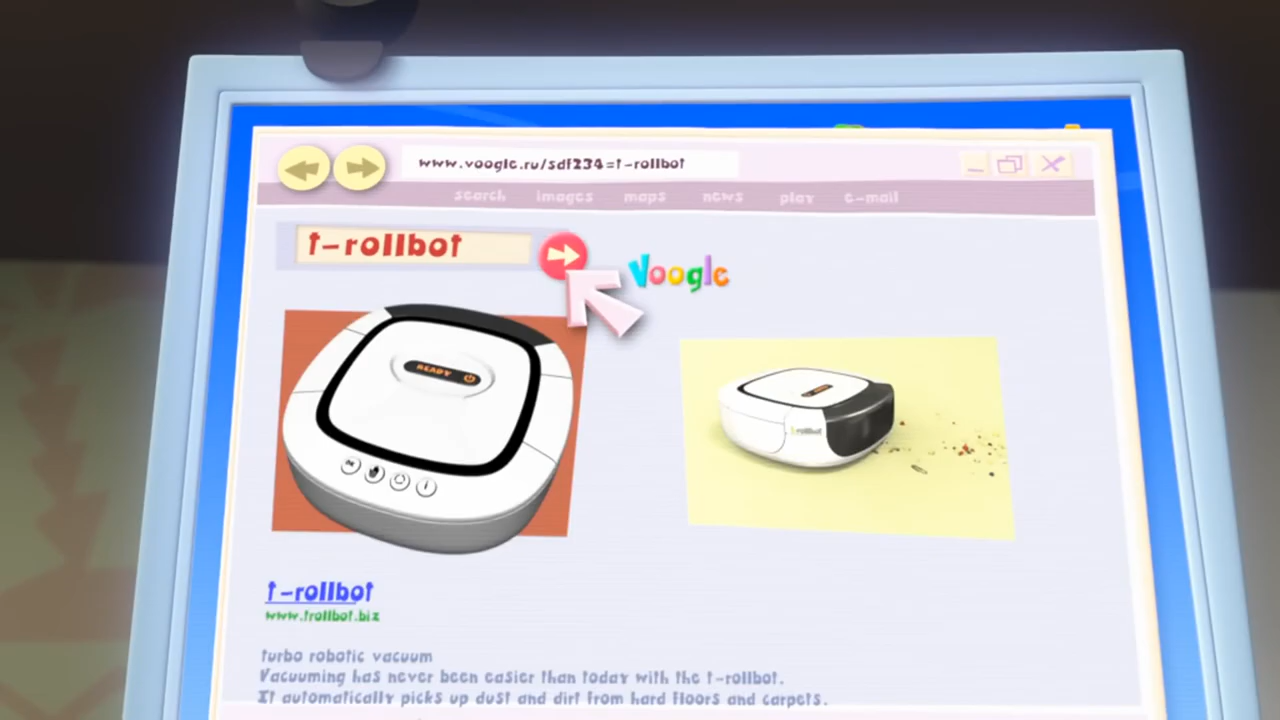 www.voogle.ru/sdf234=t-rollbot
search images maps news play e-mail
t-rollbot
Voogle
READY
t-rollbot
t-rollbot
www.trollbot.biz
turbo robotic vacuum
Vacuuming has never been easier than today with the t-rollbot.
It automatically picks up dust and dirt from hard floors and carpets.